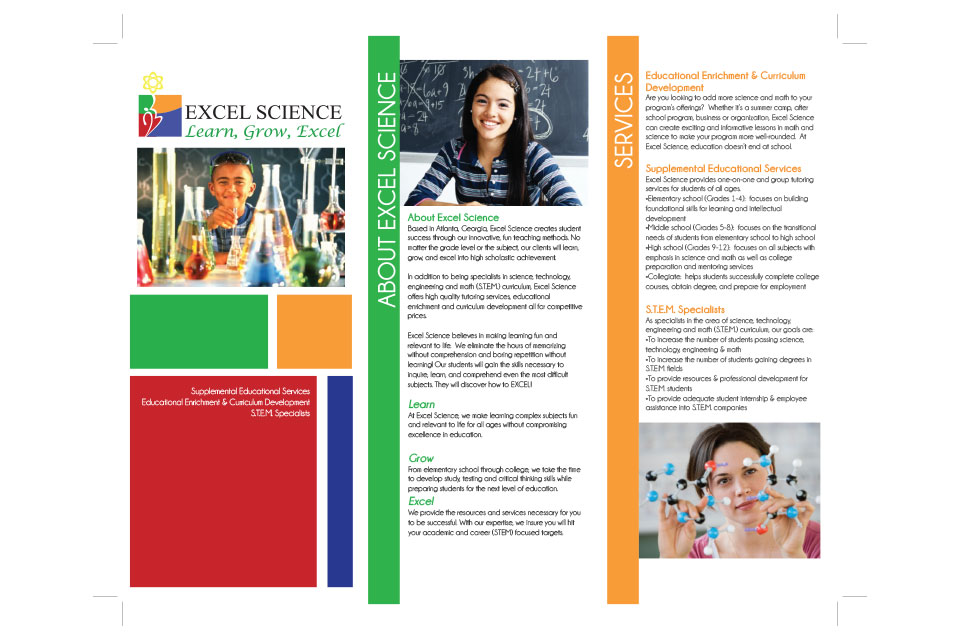 EXCEL SCIENCE
Learn, Grow, Excel
Supplemental Educational Services
Educational Enrichment & Curriculum Development
S.T.E.M. Specialists
ABOUT EXCEL SCIENCE
About Excel Science
Based in Atlanta, Georgia, Excel Science creates student
success through our innovative, fun teaching methods. No
matter the grade level or the subject, our clients will learn,
grow, and excel into high scholastic achievement.
In addition to being specialists in science, technology,
engineering and math (S.T.E.M.) curriculum, Excel Science
offers high quality tutoring services, educational
enrichment and curriculum development all for competitive
prices.
Excel Science believes in making learning fun and
relevant to life. We eliminate the hours of memorizing
without comprehension and boring repetition without
learning! Our students will gain the skills necessary to
inquire, learn, and comprehend even the most difficult
subjects. They will discover how to EXCEL!
Learn
At Excel Science, we make learning complex subjects fun
and relevant to life for all ages without compromising
excellence in education.
Grow
From elementary school through college, we take the time
to develop study, testing and critical thinking skills while
preparing students for the next level of education.
Excel
We provide the resources and services necessary for you
to be successful. With our expertise, we insure you will hit
your academic and career (STEM) focused targets.
SERVICES
Educational Enrichment & Curriculum
Development
Are you looking to add more science and math to your
program's offerings? Whether it's a summer camp, after
school program, business or organization, Excel Science
can create exciting and informative lessons in math and
science to make your program more well-rounded. At
Excel Science, education doesn't end at school.
Supplemental Educational Services
Excel Science provides one-on-one and group tutoring
services for students of all ages.
•Elementary school (Grades 1-4): focuses on building
foundational skills for learning and intellectual
development
•Middle school (Grades 5-8): focuses on the transitional
needs of students from elementary school to high school
•High school (Grades 9-12): focuses on all subjects with
emphasis in science and math as well as college
preparation and mentoring services
•Collegiate: helps students successfully complete college
courses, obtain degree, and prepare for employment
S.T.E.M. Specialists
As specialists in the area of science, technology,
engineering and math (S.T.E.M.) curriculum, our goals are:
•To increase the number of students passing science,
technology, engineering & math
•To increase the number of students gaining degrees in
S.T.E.M. fields
•To provide resources & professional development for
S.T.E.M. students
•To provide adequate student internship & employee
assistance into S.T.E.M. companies